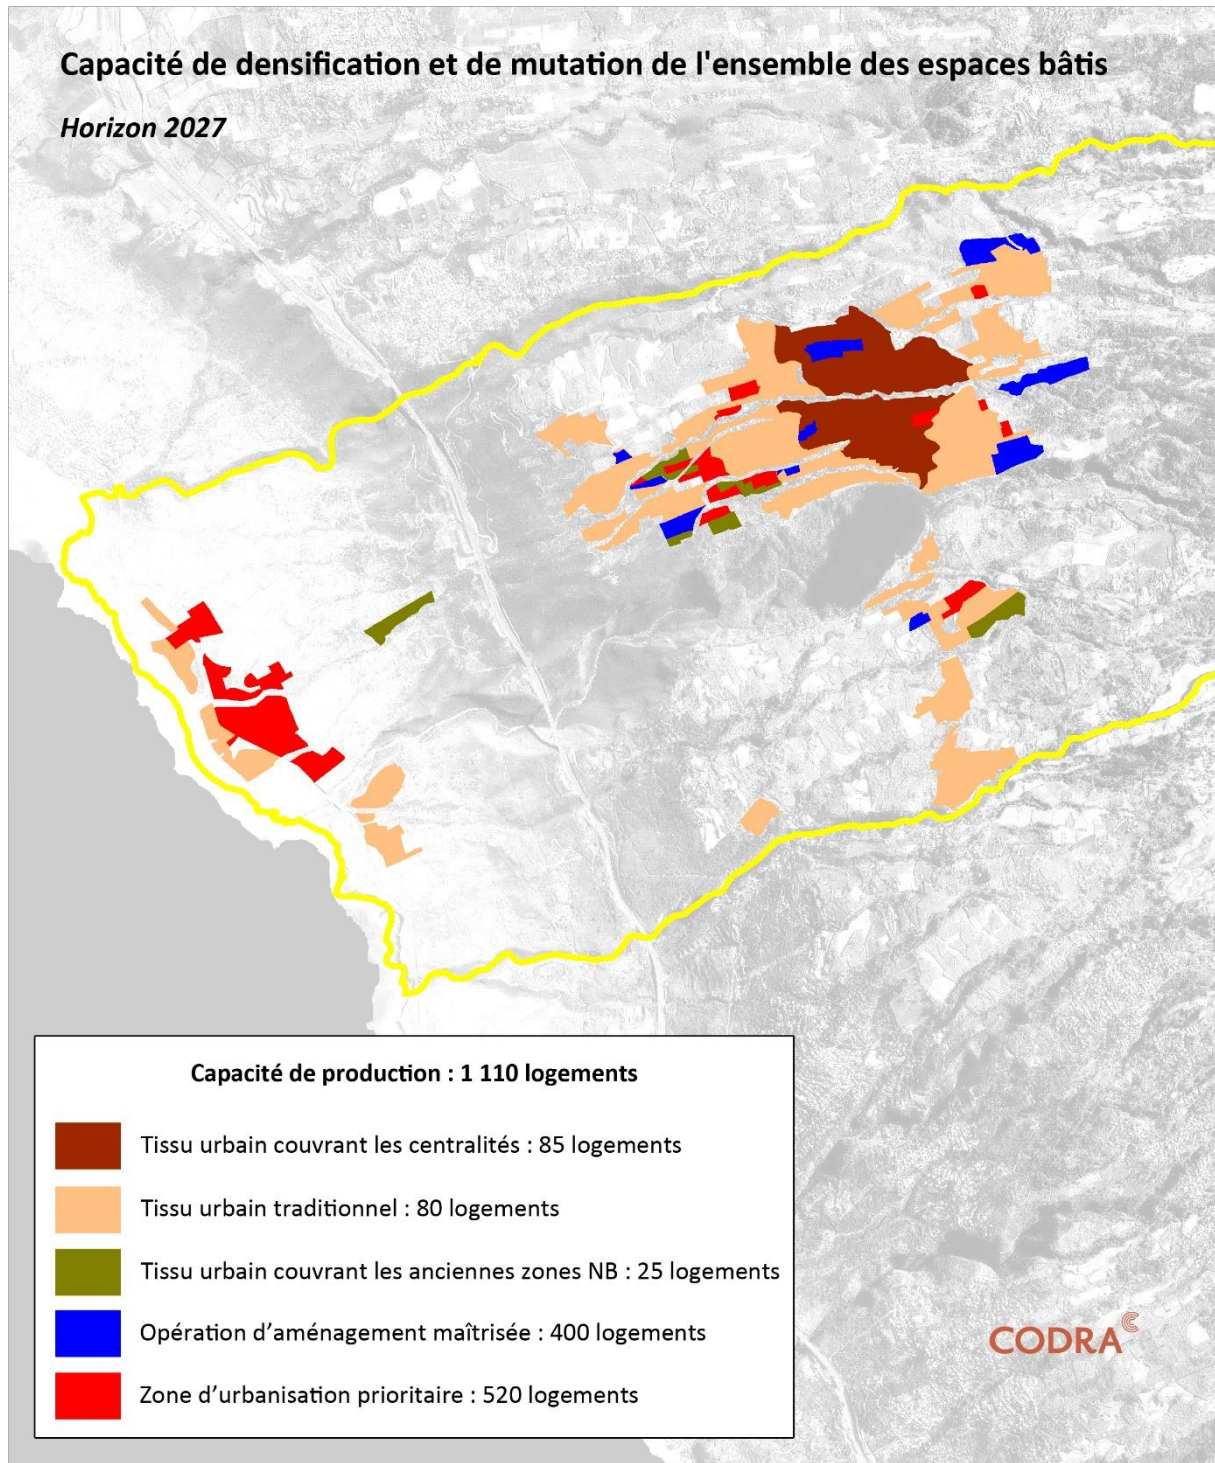 Capacité de densification et de mutation de l'ensemble des espaces bâtis
Horizon 2027
Capacité de production : 1 110 logements
Tissu urbain couvrant les centralités : 85 logements
Tissu urbain traditionnel : 80 logements
Tissu urbain couvrant les anciennes zones NB : 25 logements
Opération d’aménagement maîtrisée : 400 logements
Zone d’urbanisation prioritaire : 520 logements
CODRA